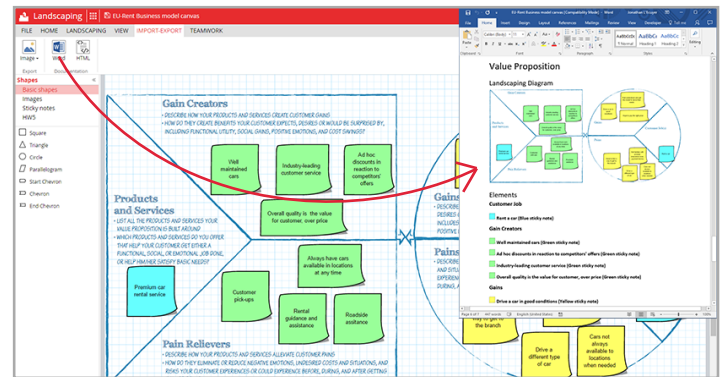 Landscaping
EU-Rent Business model canvas
FILE HOME LANDSCAPING VIEW IMPORT-EXPORT TEAMWORK
Image Word HTML
Export Documentation
Shapes
Basic shapes
Images
Sticky notes
HW5
Square
Triangle
Circle
Parallelogram
Start Chevron
Chevron
End Chevron
Gain Creators
• DESCRIBE HOW YOUR PRODUCTS AND SERVICES CREATE CUSTOMER GAINS
• HOW DO THEY CREATE BENEFITS YOUR CUSTOMER EXPECTS, DESIRES OR WOULD BE SURPRISED BY,
INCLUDING FUNCTIONAL UTILITY, SOCIAL GAINS, POSITIVE EMOTIONS, AND COST SAVINGS?
Well
maintained
cars
Industry-leading
customer service
Ad hoc
discounts in
reaction to
competitors'
offers
Overall quality is the value
for customer, over price
Products
and Services
• LIST ALL THE PRODUCTS AND SERVICES YOUR
VALUE PROPOSITION IS BUILT AROUND
• WHICH PRODUCTS AND SERVICES DO YOU OFFER
THAT HELP YOUR CUSTOMER GET EITHER A
FUNCTIONAL, SOCIAL, OR EMOTIONAL JOB DONE,
OR HELP HIM/HER SATISFY BASIC NEEDS?
Premium car
rental service
Always have cars
available in locations
at any time
Customer
pick-ups
Rental
guidance and
assistance
Roadside
assistance
Pain Relievers
• DESCRIBE HOW YOUR PRODUCTS AND SERVICES ALLEVIATE CUSTOMER PAINS
• HOW DO THEY ELIMINATE OR REDUCE NEGATIVE EMOTIONS, UNDESIRED COSTS AND SITUATIONS, AND
RISKS YOUR CUSTOMER EXPERIENCES OR COULD EXPERIENCE BEFORE, DURING, AND AFTER GETTING
Gains
Pains
the branch
Drive a
different type
of car
Cars not
always
available to
locations
when needed
Value Proposition
Landscaping Diagram
Elements
Customer Job
Rent a car (Blue sticky note)
Gain Creators
Well maintained cars (Green sticky note)
Ad hoc discounts in reaction to competitors' offers (Green sticky note)
Industry-leading customer service (Green sticky note)
Overall quality is the value for customer, over price (Green sticky note)
Gains
Drive a car in good conditions (Yellow sticky note)